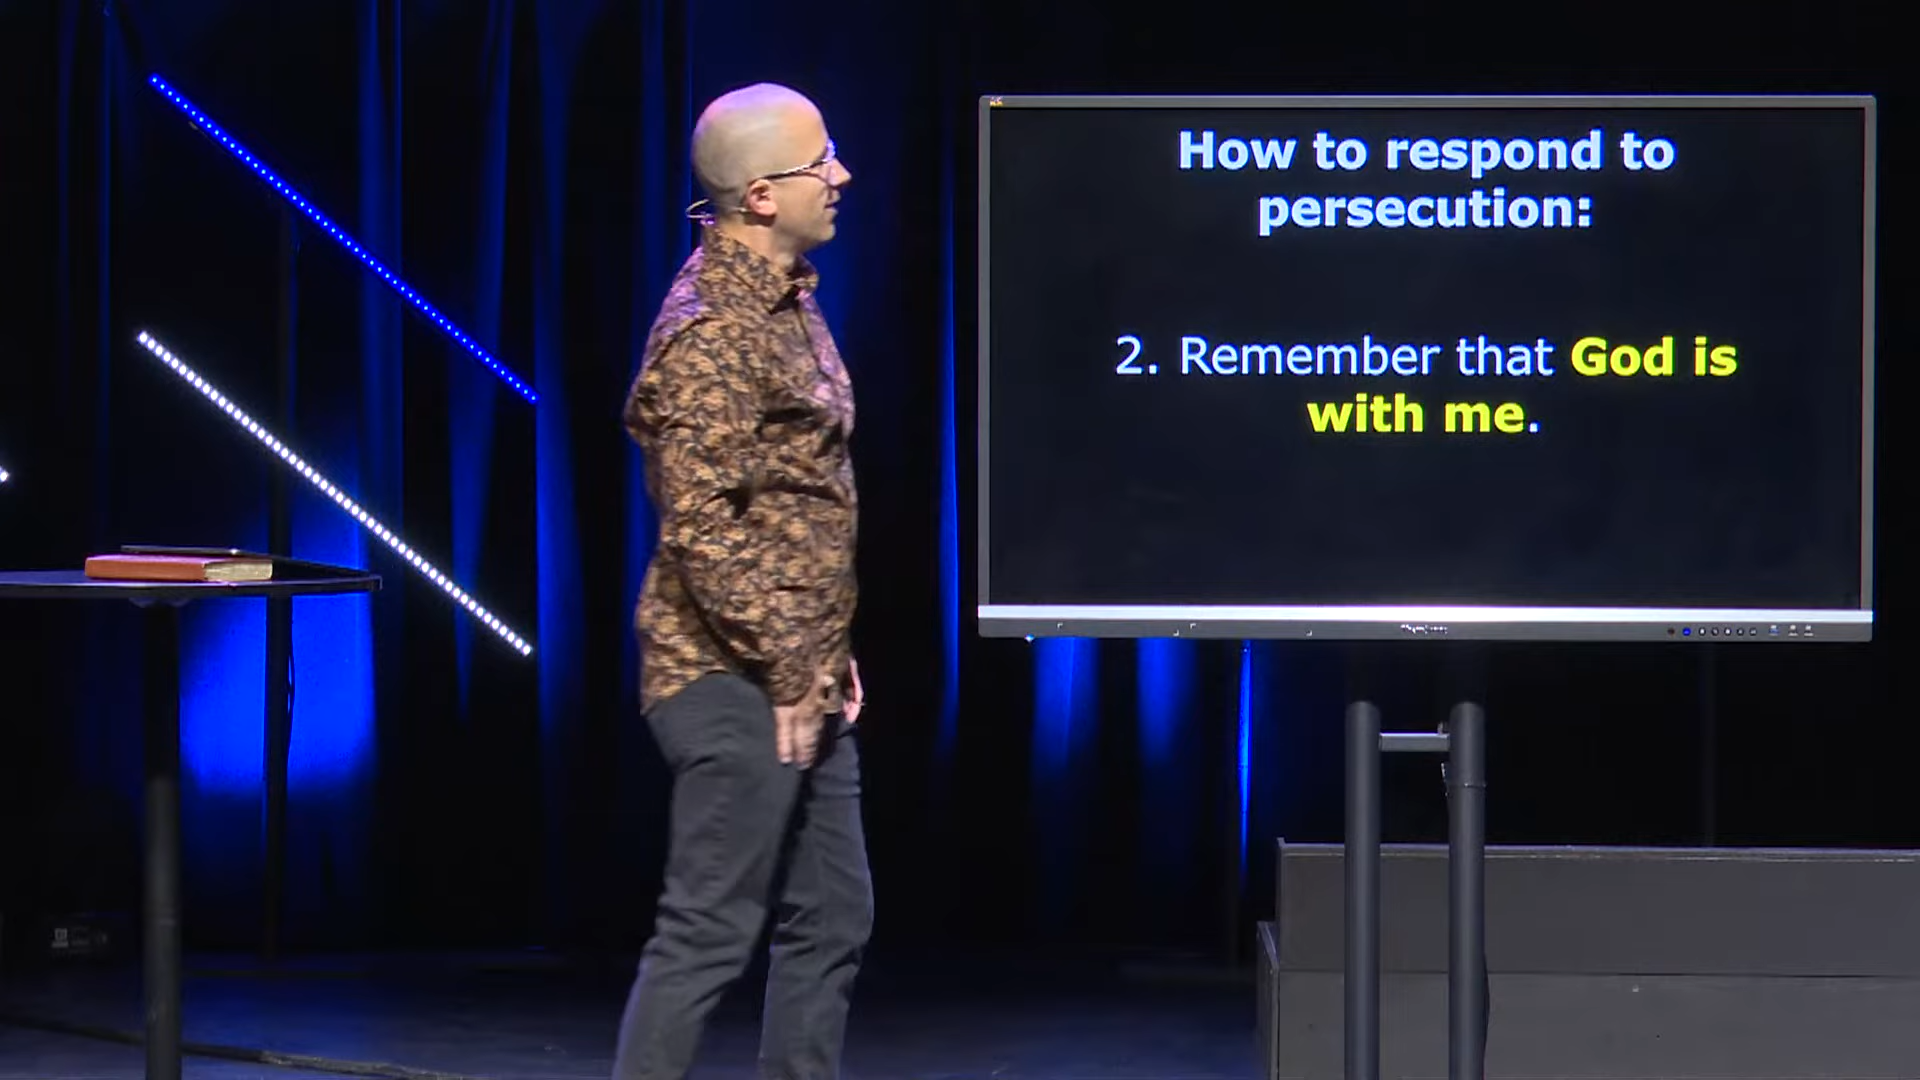 How to respond to
persecution:
2. Remember that God is
with me.